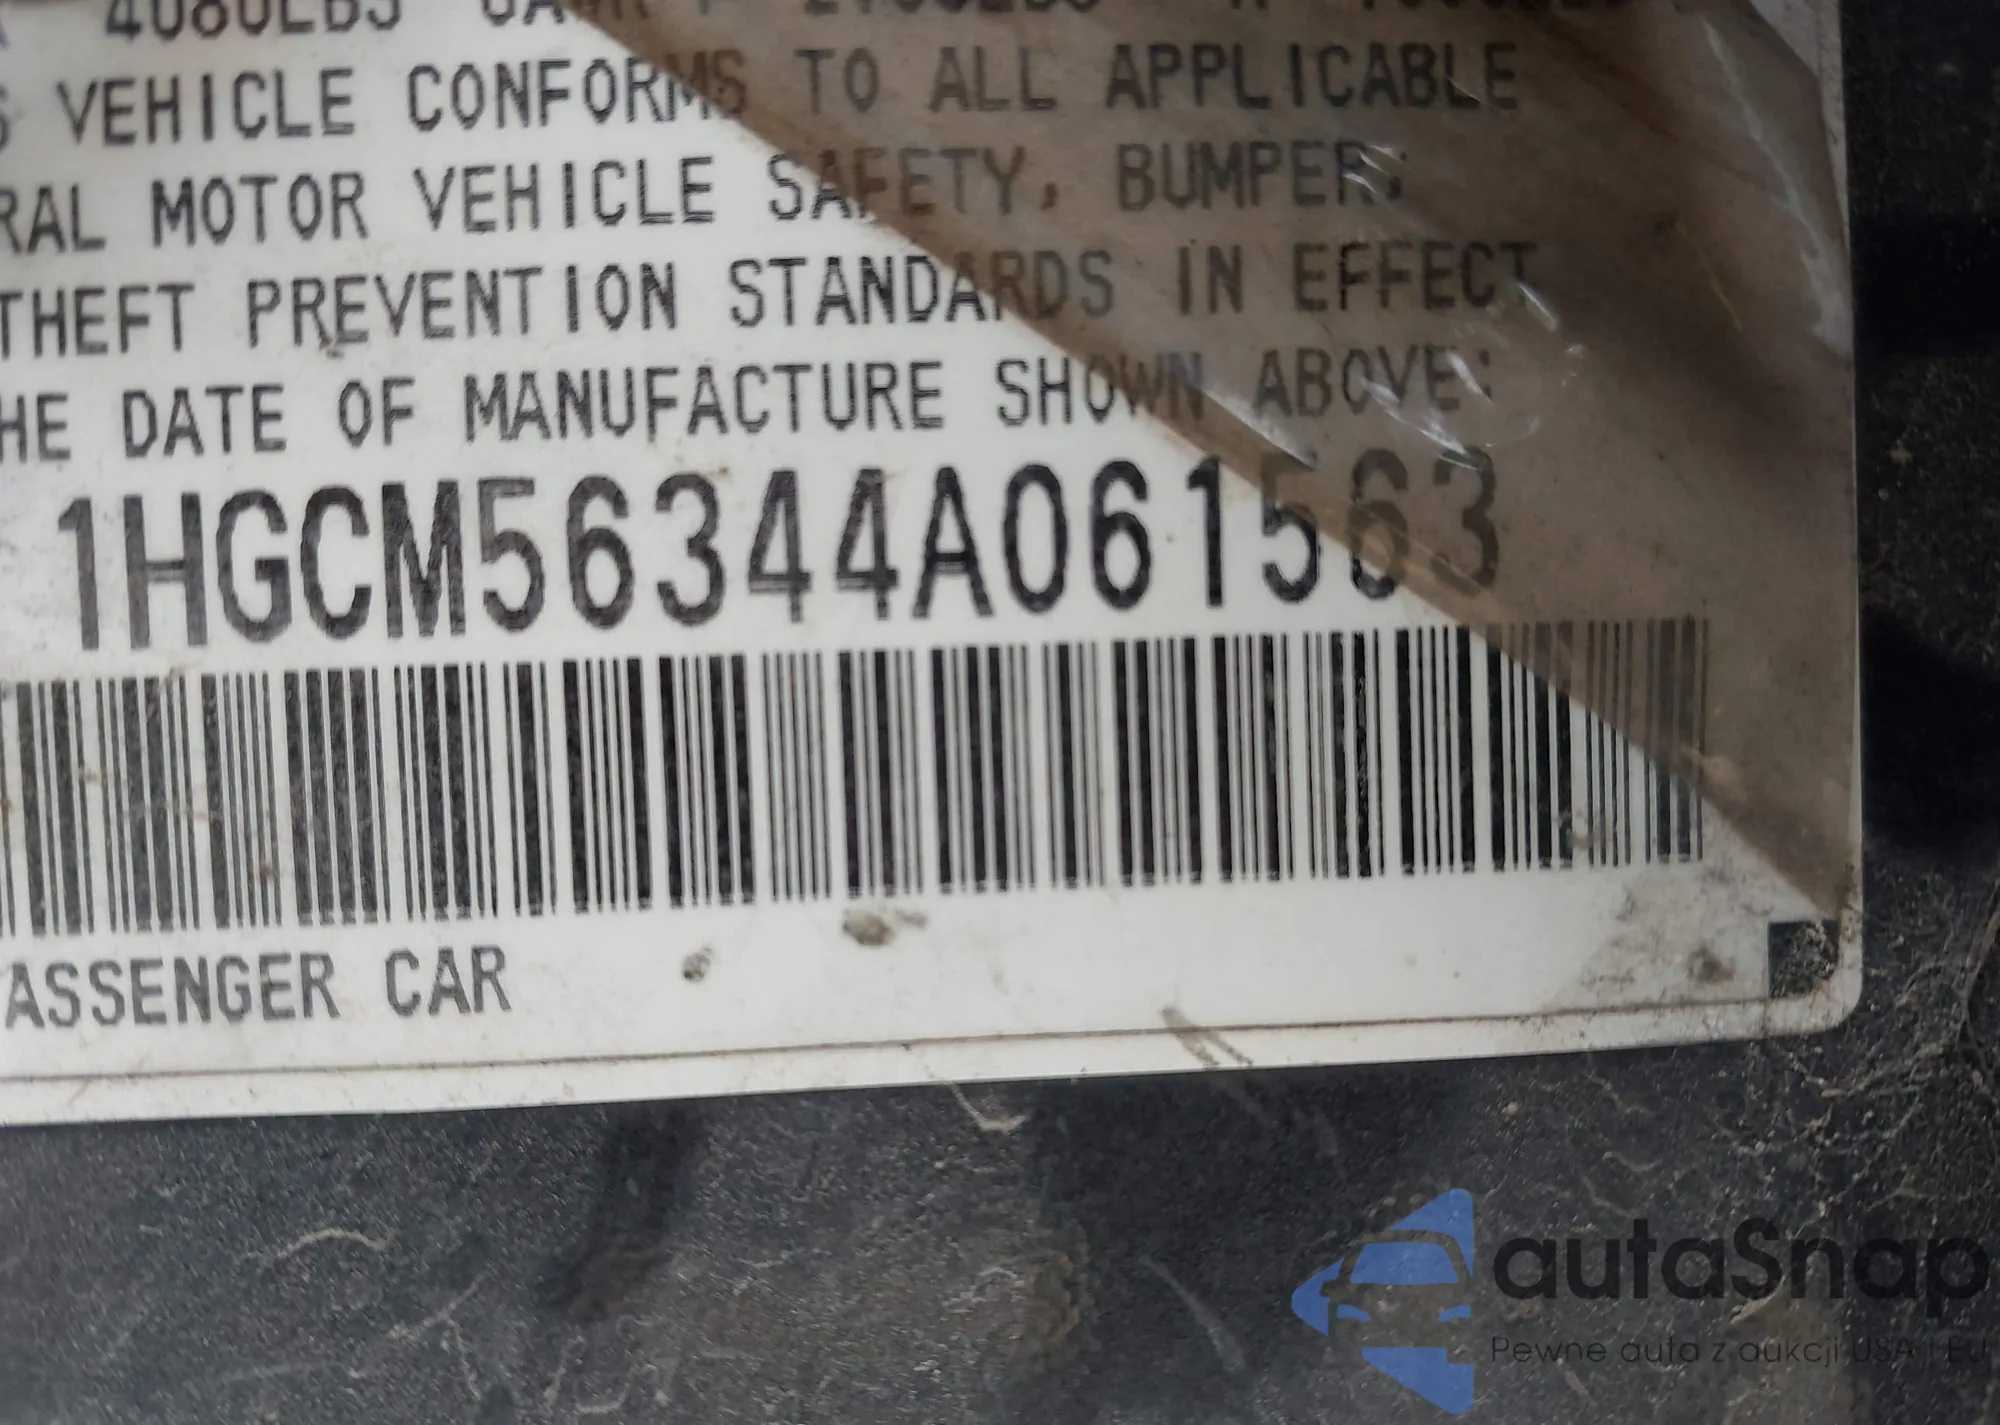 4080LBS
VEHICLE CONFORMS TO ALL APPLICABLE
RAL MOTOR VEHICLE SAFETY, BUMPER,
THEFT PREVENTION STANDARDS IN EFFECT
HE DATE OF MANUFACTURE SHOWN ABOVE:
1HGCM56344A061563
ASSENGER CAR
autaSnap
Pewne auta z aukcji USA i EU